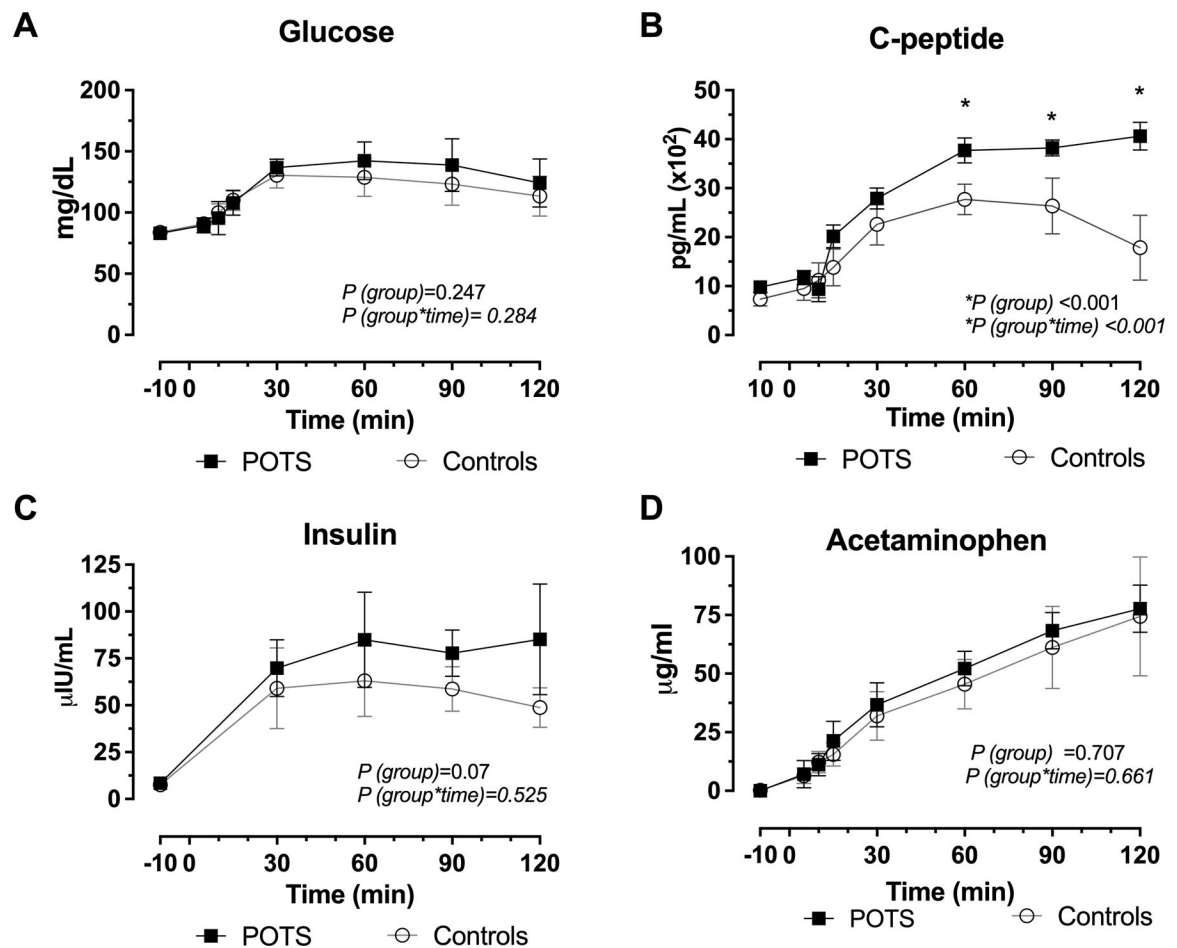 A
Glucose
mg/dL
200
150
100
50
0
P (group)=0.247
P (group*time)= 0.284
-10 0 30 60 90 120
Time (min)
POTS Controls
B
C-peptide
pg/mL (x10²)
50
40
30
20
10
0
* * *
*P (group) <0.001
*P (group*time) <0.001
10 0 30 60 90 120
Time (min)
POTS Controls
C
Insulin
µIU/mL
125
100
75
50
25
0
P (group)=0.07
P (group*time)=0.525
-10 0 30 60 90 120
Time (min)
POTS Controls
D
Acetaminophen
µg/ml
100
75
50
25
0
P (group) =0.707
P (group*time)=0.661
-10 0 30 60 90 120
Time (min)
POTS Controls